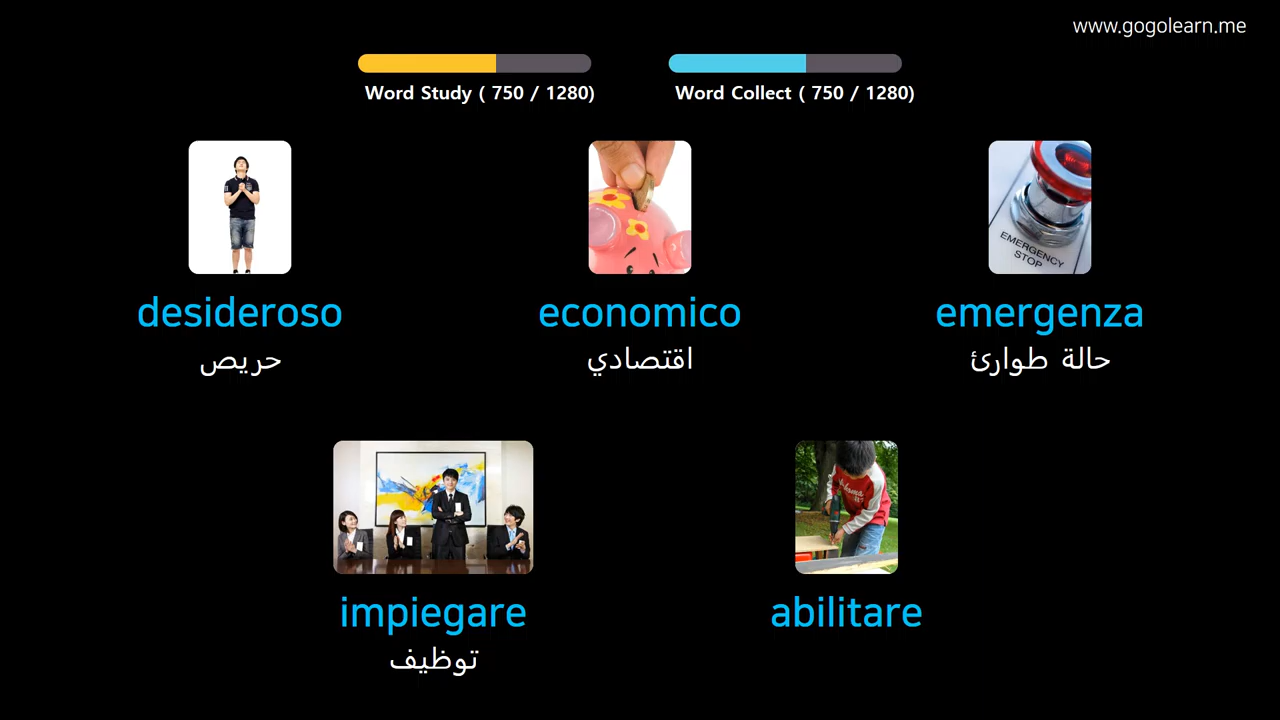 www.gogolearn.me
Word Study ( 750 / 1280)
Word Collect ( 750 / 1280)
EMERGENCY
STOP
desideroso
economico
emergenza
حريص
اقتصادي
حالة طوارئ
impiegare
abilitare
توظيف